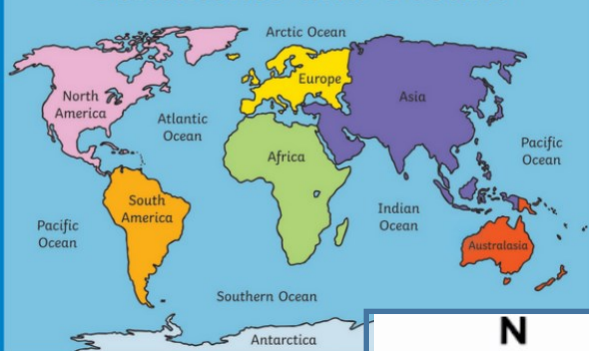 Arctic Ocean
Europe
Asia
North
America
Atlantic
Ocean
Pacific
Ocean
Africa
South
America
Indian
Ocean
Pacific
Ocean
Australasia
Southern Ocean
Antarctica
N